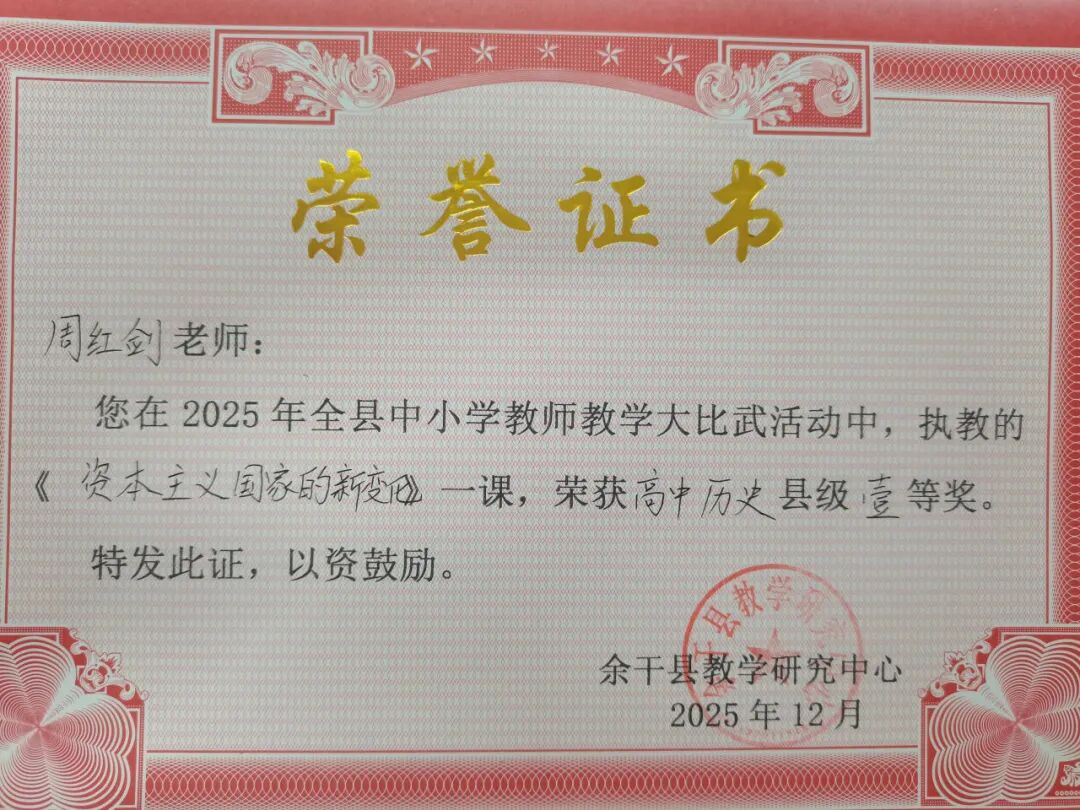 荣誉证书
周红剑老师:
您在2025年全县中小学教师教学大比武活动中,执教的
《资本主义国家的新变化》一课,荣获高中历史县级壹等奖。
特发此证,以资鼓励。
余干县教学研究中心
2025年12月